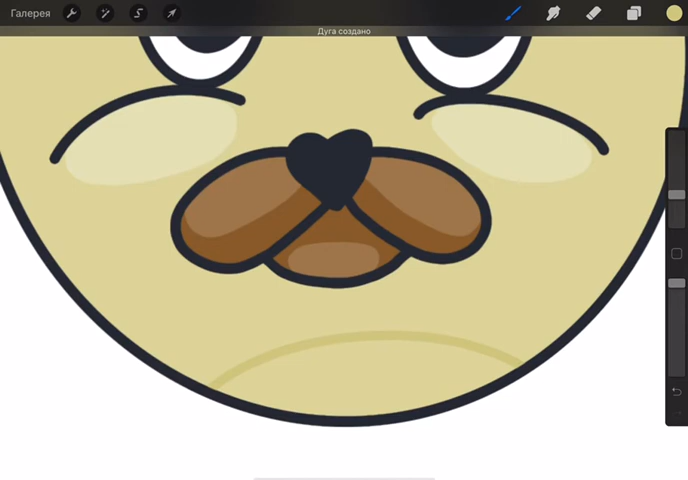 Галерея
Дуга создано